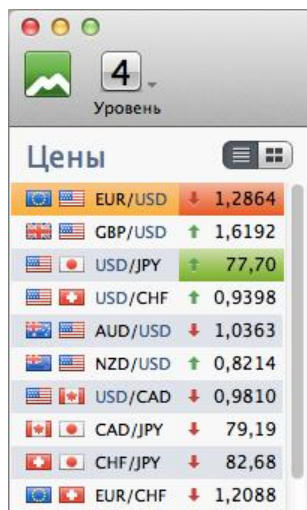 4
Уровень
Цены
EUR/USD 1,2864
GBP/USD 1,6192
USD/JPY 77,70
USD/CHF 0,9398
AUD/USD 1,0363
NZD/USD 0,8214
USD/CAD 0,9810
CAD/JPY 79,19
CHF/JPY 82,68
EUR/CHF 1,2088